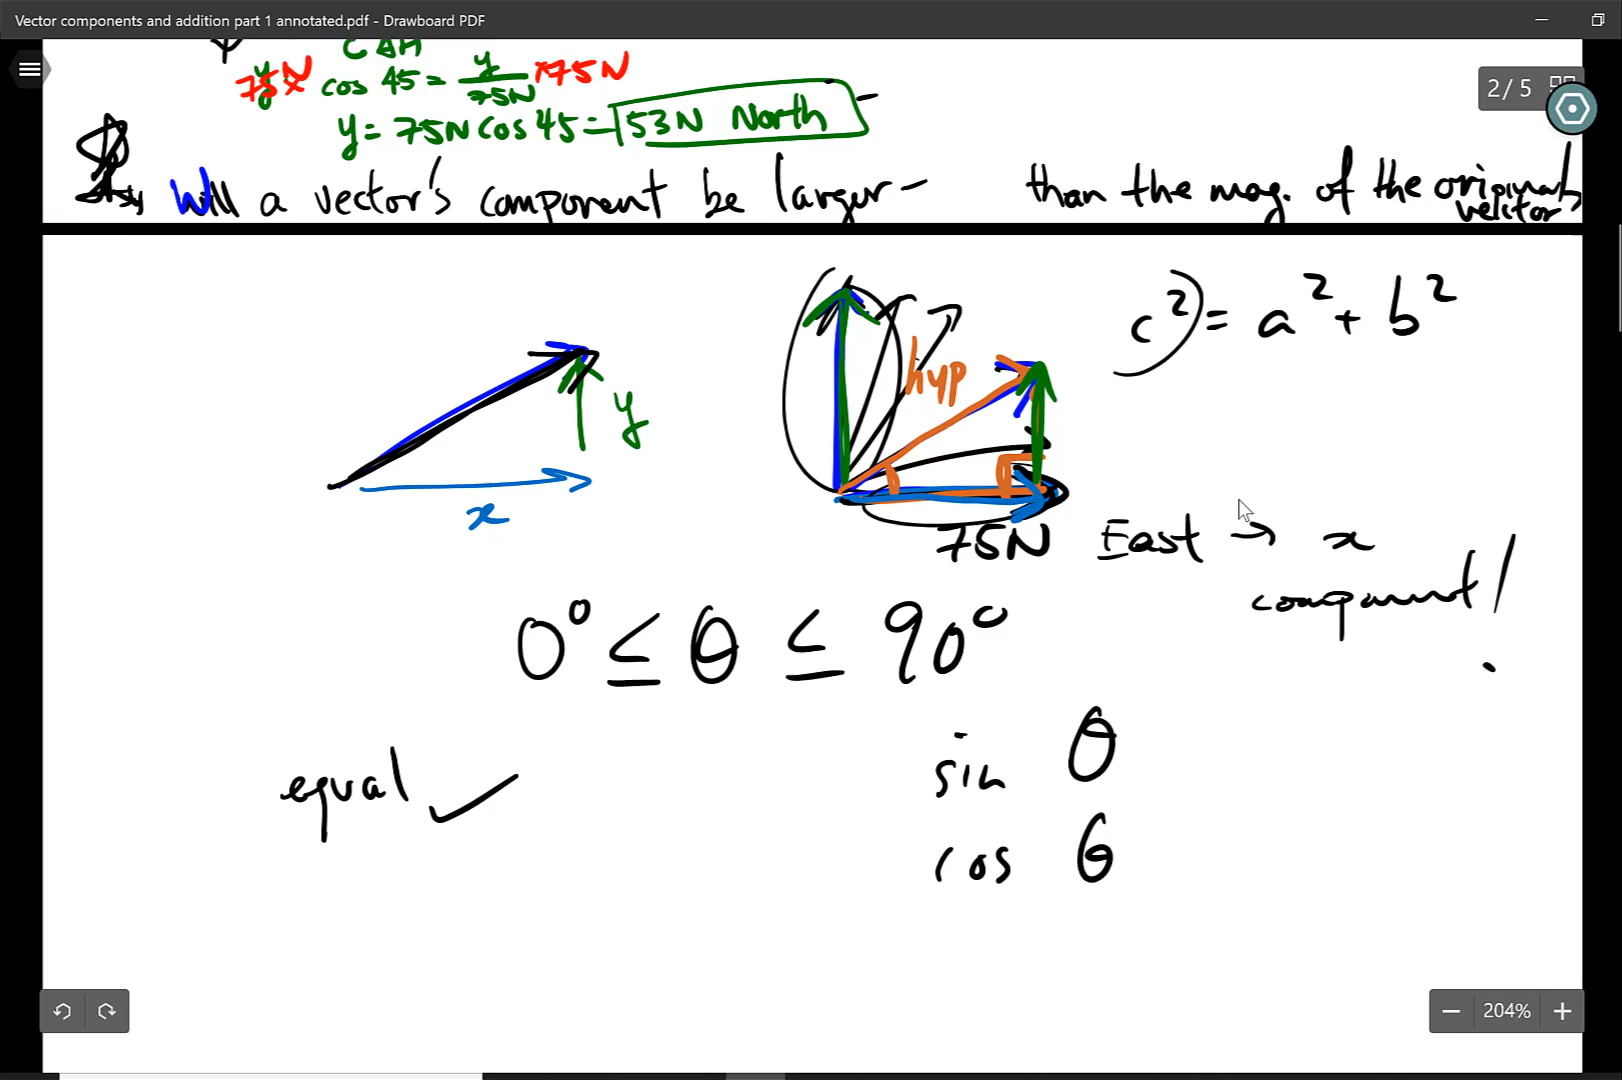 Vector components and addition part 1 annotated.pdf - Drawboard PDF
CAH
cos 45 = y/75N ×75N
y = 75N cos 45 = 53N North
2 / 5
Will a vector's component be larger than the mag. of the original vector
c² = a² + b²
hyp
y
x
75N East → x component!
0° ≤ θ ≤ 90°
sin θ
equal ✓
cos θ
204%